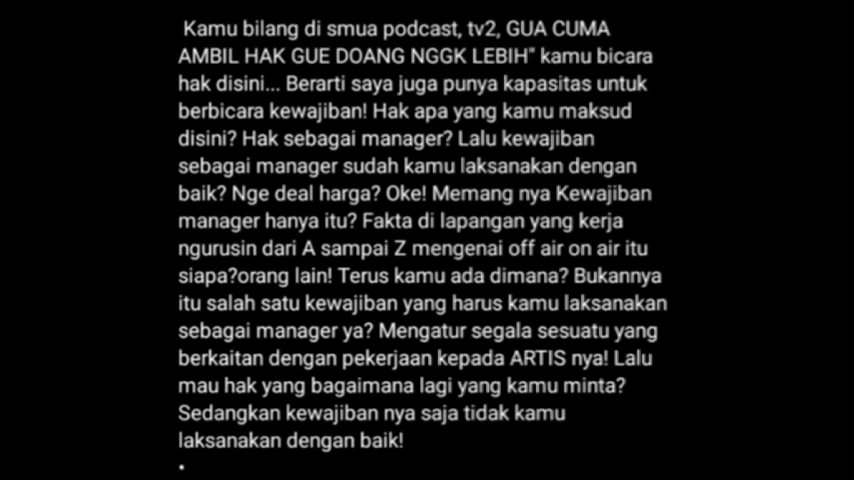 Kamu bilang di smua podcast, tv2, GUA CUMA
AMBIL HAK GUE DOANG NGGK LEBIH" kamu bicara
hak disini... Berarti saya juga punya kapasitas untuk
berbicara kewajiban! Hak apa yang kamu maksud
disini? Hak sebagai manager? Lalu kewajiban
sebagai manager sudah kamu laksanakan dengan
baik? Nge deal harga? Oke! Memang nya Kewajiban
manager hanya itu? Fakta di lapangan yang kerja
ngurusin dari A sampai Z mengenai off air on air itu
siapa?orang lain! Terus kamu ada dimana? Bukannya
itu salah satu kewajiban yang harus kamu laksanakan
sebagai manager ya? Mengatur segala sesuatu yang
berkaitan dengan pekerjaan kepada ARTIS nya! Lalu
mau hak yang bagaimana lagi yang kamu minta?
Sedangkan kewajiban nya saja tidak kamu
laksanakan dengan baik!
•